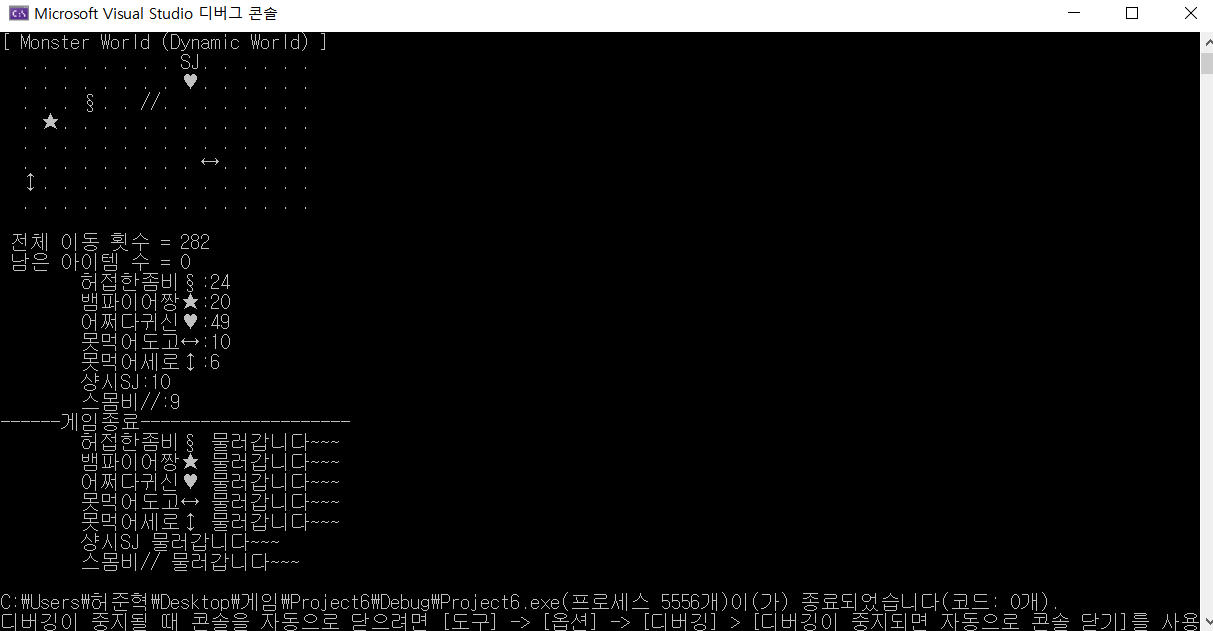 Microsoft Visual Studio 디버그 콘솔
[ Monster World (Dynamic World) ]
. . . . . . . . SJ. . . . . .
. . . . . . . . ♥. . . . . .
. . . § . . //. . . . . . . .
. ★. . . . . . . . . . . . .
. . . . . . . . . . . . . . .
. . . . . . . . . ↔. . . . .
↕. . . . . . . . . . . . . .
. . . . . . . . . . . . . . .
전체 이동 횟수 = 282
남은 아이템 수 = 0
허접한좀비§:24
뱀파이어짱★:20
어쩌다귀신♥:49
못먹어도고↔:10
못먹어세로↕:6
샹시SJ:10
스몸비//:9
------게임종료---------------------
허접한좀비§ 물러갑니다~~~
뱀파이어짱★ 물러갑니다~~~
어쩌다귀신♥ 물러갑니다~~~
못먹어도고↔ 물러갑니다~~~
못먹어세로↕ 물러갑니다~~~
샹시SJ 물러갑니다~~~
스몸비// 물러갑니다~~~
C:₩Users₩허준혁₩Desktop₩게임₩Project6₩Debug₩Project6.exe(프로세스 5556개)이(가) 종료되었습니다(코드: 0개).
디버깅이 중지될 때 콘솔을 자동으로 닫으려면 [도구] -> [옵션] -> [디버깅] > [디버깅이 중지되면 자동으로 콘솔 닫기]를 사용